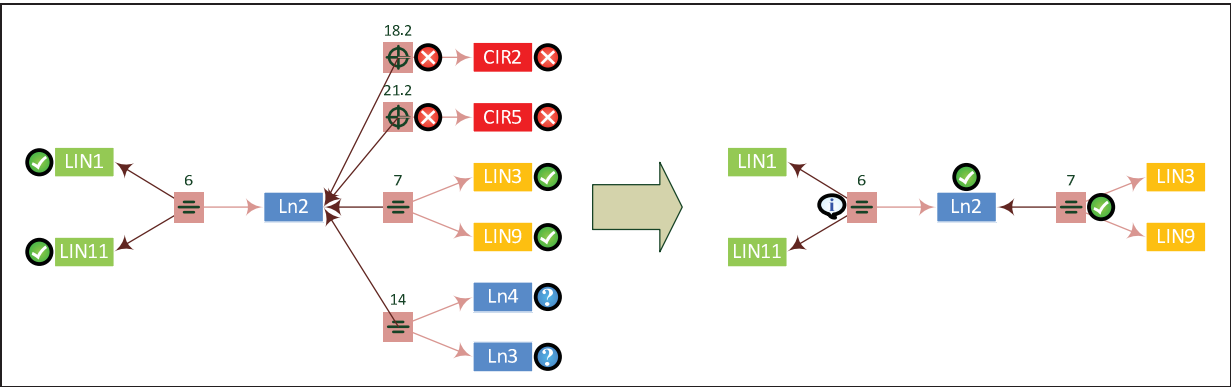 18.2
CIR2
21.2
CIR5
LIN1
6
Ln2
7
LIN3
LIN9
LIN11
14
Ln4
?
Ln3
?
LIN1
6
i
Ln2
7
LIN3
LIN9
LIN11